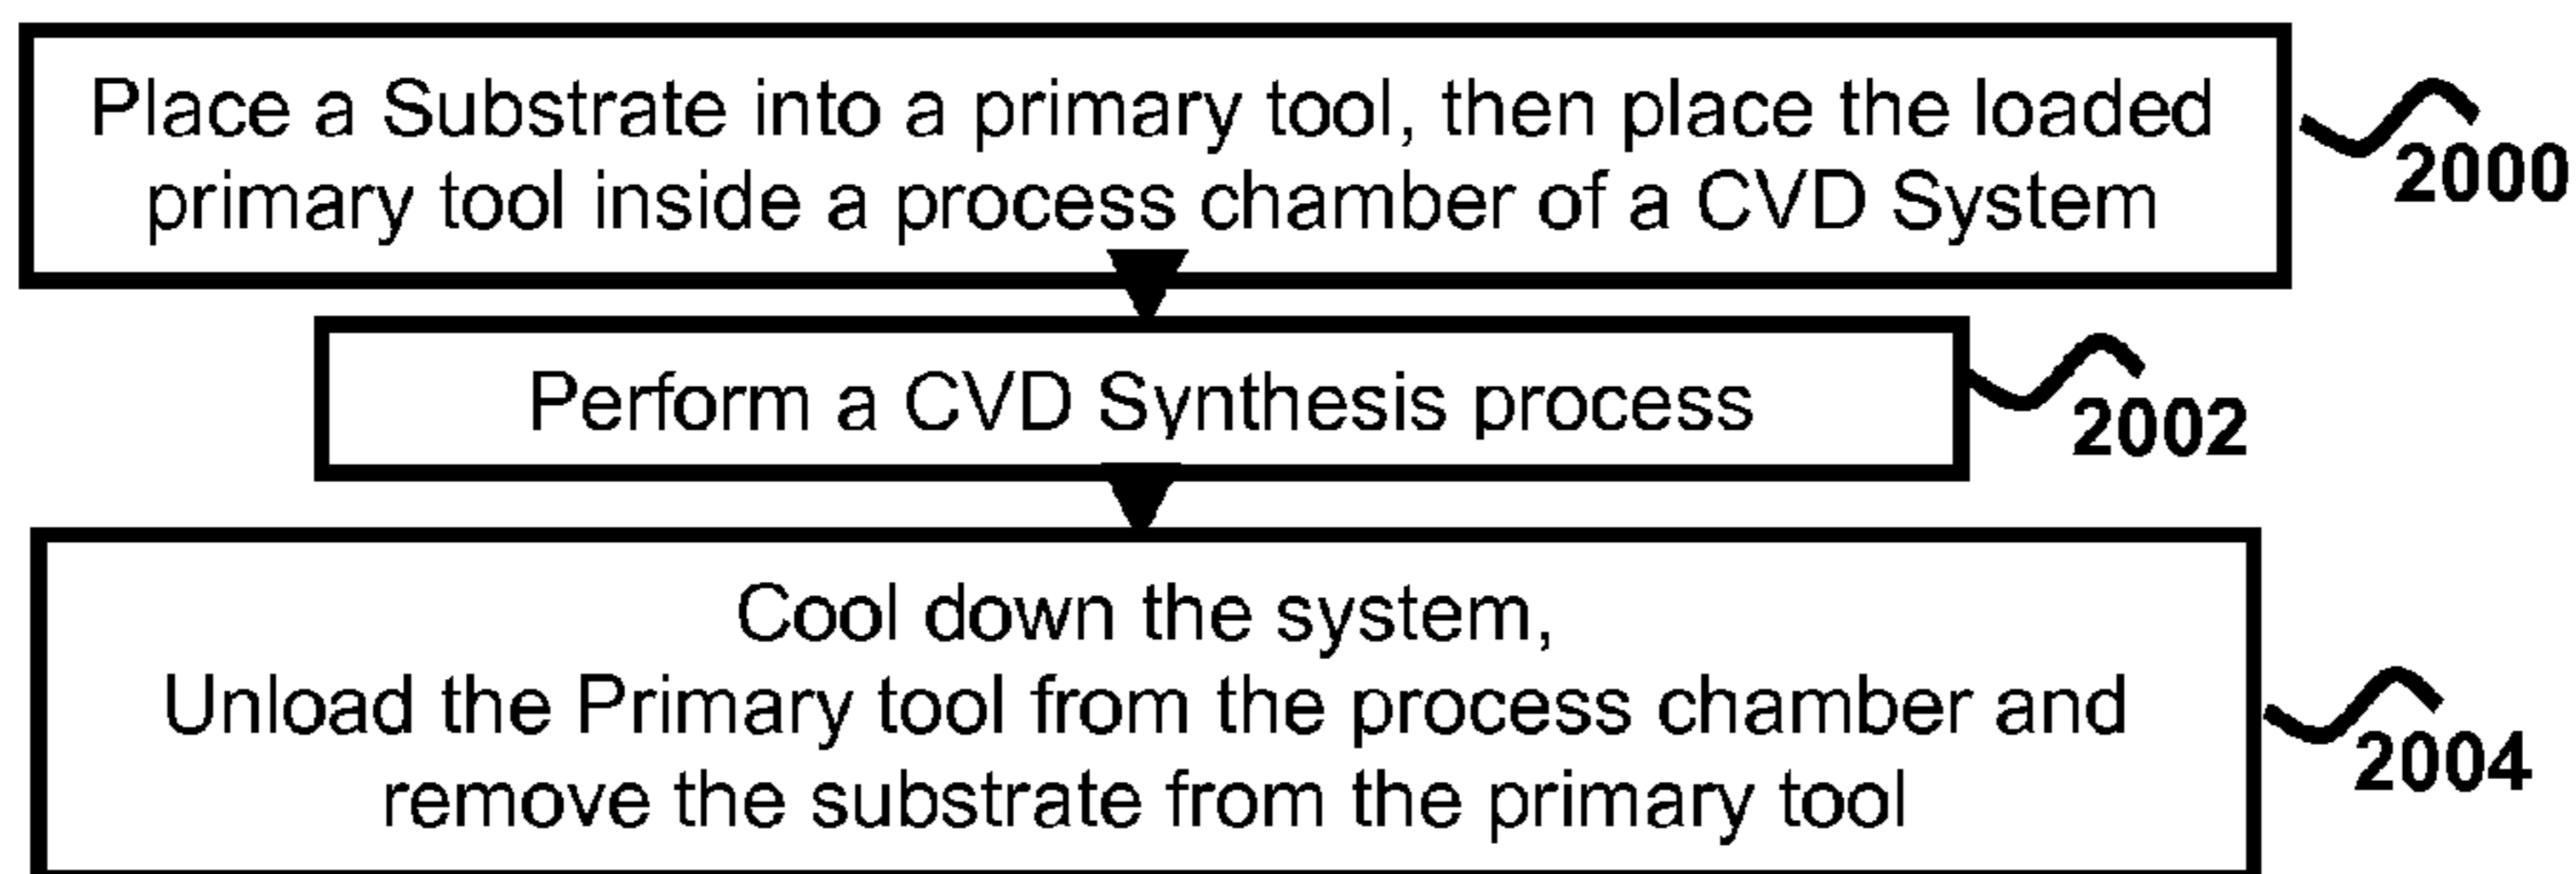 Place a Substrate into a primary tool, then place the loaded
primary tool inside a process chamber of a CVD System
2000
Perform a CVD Synthesis process
2002
Cool down the system,
Unload the Primary tool from the process chamber and
remove the substrate from the primary tool
2004